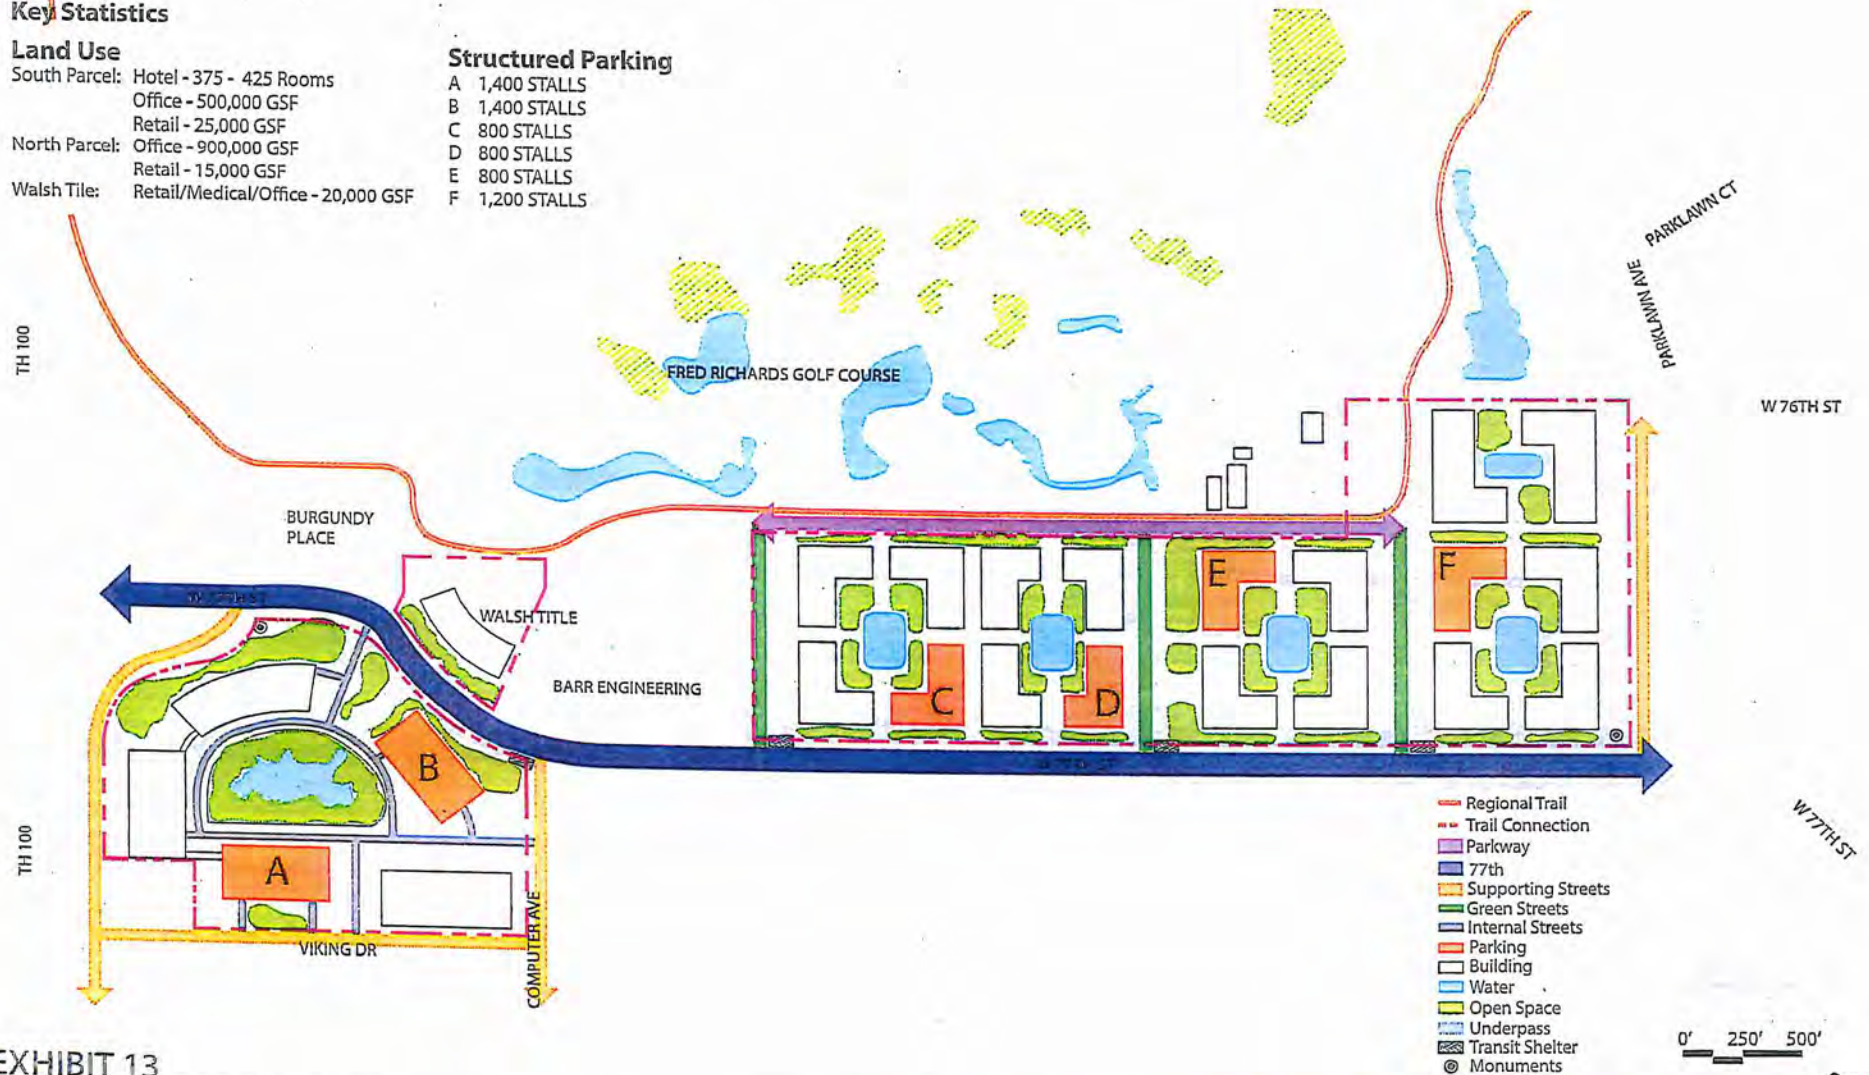 Key Statistics
Land Use
South Parcel: Hotel - 375 - 425 Rooms
Office - 500,000 GSF
Retail - 25,000 GSF
North Parcel: Office - 900,000 GSF
Retail - 15,000 GSF
Walsh Tile: Retail/Medical/Office - 20,000 GSF
Structured Parking
A 1,400 STALLS
B 1,400 STALLS
C 800 STALLS
D 800 STALLS
E 800 STALLS
F 1,200 STALLS
PARKLAWN CT
PARKLAWN AVE
TH 100
FRED RICHARDS GOLF COURSE
W 76TH ST
BURGUNDY
PLACE
W 77TH ST
WALSH TITLE
BARR ENGINEERING
E
F
C
D
B
A
W 77TH ST
TH 100
VIKING DR
COMPUTER AVE
W 77TH ST
Regional Trail
Trail Connection
Parkway
77th
Supporting Streets
Green Streets
Internal Streets
Parking
Building
Water
Open Space
Underpass
Transit Shelter
Monuments
0' 250' 500'
EXHIBIT 13